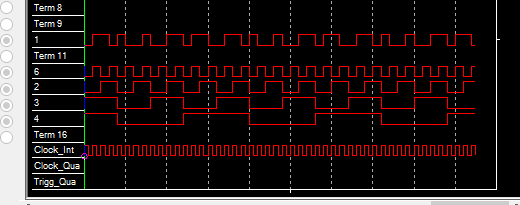 Term 8
Term 9
1
Term 11
6
2
3
4
Term 16
Clock_Int
Clock_Qua
Trigg_Qua